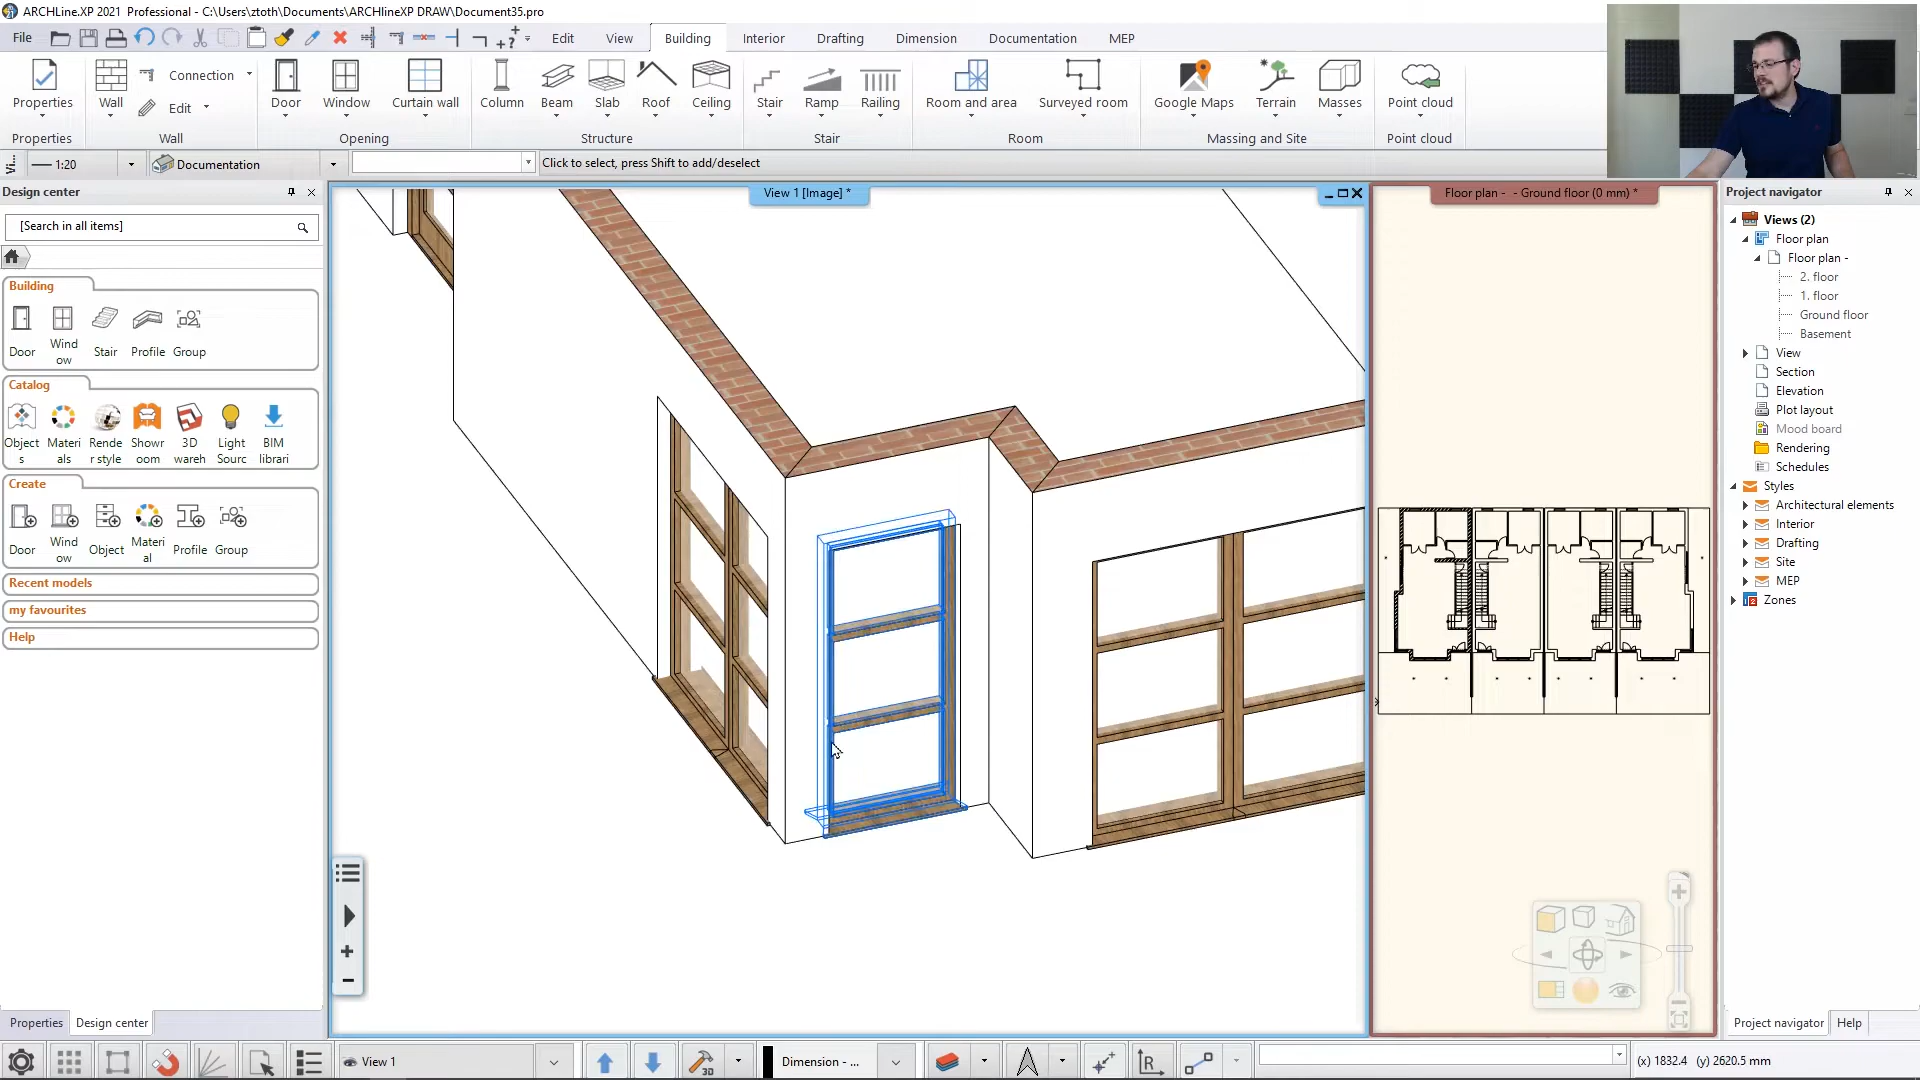 ARCHLine.XP 2021 Professional - C:\Users\ztoth\Documents\ARCHlineXP DRAW\Document35.pro
File
Edit
View
Building
Interior
Drafting
Dimension
Documentation
MEP
Properties
Wall
Connection
Edit
Door
Window
Curtain wall
Column
Beam
Slab
Roof
Ceiling
Stair
Ramp
Railing
Room and area
Surveyed room
Google Maps
Terrain
Masses
Point cloud
Properties
Wall
Opening
Structure
Stair
Room
Massing and Site
Point cloud
1:20
Documentation
Click to select, press Shift to add/deselect
Design center
[Search in all items]
Building
Door
Wind
ow
Stair
Profile
Group
Catalog
Object
s
Materi
als
Rende
r style
Showr
oom
3D
wareh
Light
Sourc
BIM
librari
Create
Door
Wind
ow
Object
Materi
al
Profile
Group
Recent models
my favourites
Help
Properties
Design center
View 1 [Image] *
Floor plan - - Ground floor (0 mm) *
Project navigator
Views (2)
Floor plan
Floor plan -
2. floor
1. floor
Ground floor
Basement
View
Section
Elevation
Plot layout
Mood board
Rendering
Schedules
Styles
Architectural elements
Interior
Drafting
Site
MEP
Zones
Project navigator
Help
View 1
3D
Dimension - ...
R
(x) 1832.4 (y) 2620.5 mm